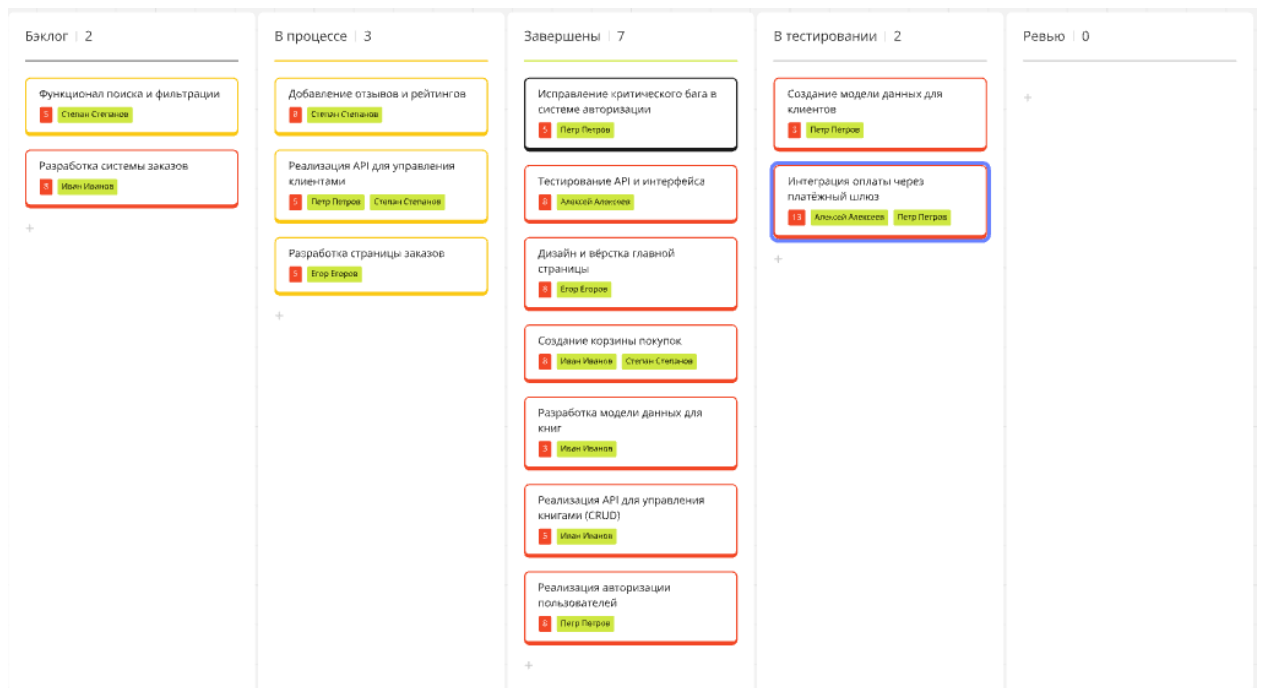 Бэклог | 2
Функционал поиска и фильтрации
5 Степан Степанов
Разработка системы заказов
8 Иван Иванов
+
В процессе | 3
Добавление отзывов и рейтингов
8 Степан Степанов
Реализация API для управления
клиентами
5 Петр Петров Степан Степанов
Разработка страницы заказов
5 Егор Егоров
+
Завершены | 7
Исправление критического бага в
системе авторизации
5 Петр Петров
Тестирование API и интерфейса
8 Алексей Алексеев
Дизайн и вёрстка главной
страницы
8 Егор Егоров
Создание корзины покупок
8 Иван Иванов Степан Степанов
Разработка модели данных для
книг
3 Иван Иванов
Реализация API для управления
книгами (CRUD)
5 Иван Иванов
Реализация авторизации
пользователей
Петр Петров
+
В тестировании | 2
Создание модели данных для
клиентов
3 Петр Петров
Интеграция оплаты через
платёжный шлюз
13 Алексей Алексеев Петр Петров
+
Ревью | 0
+